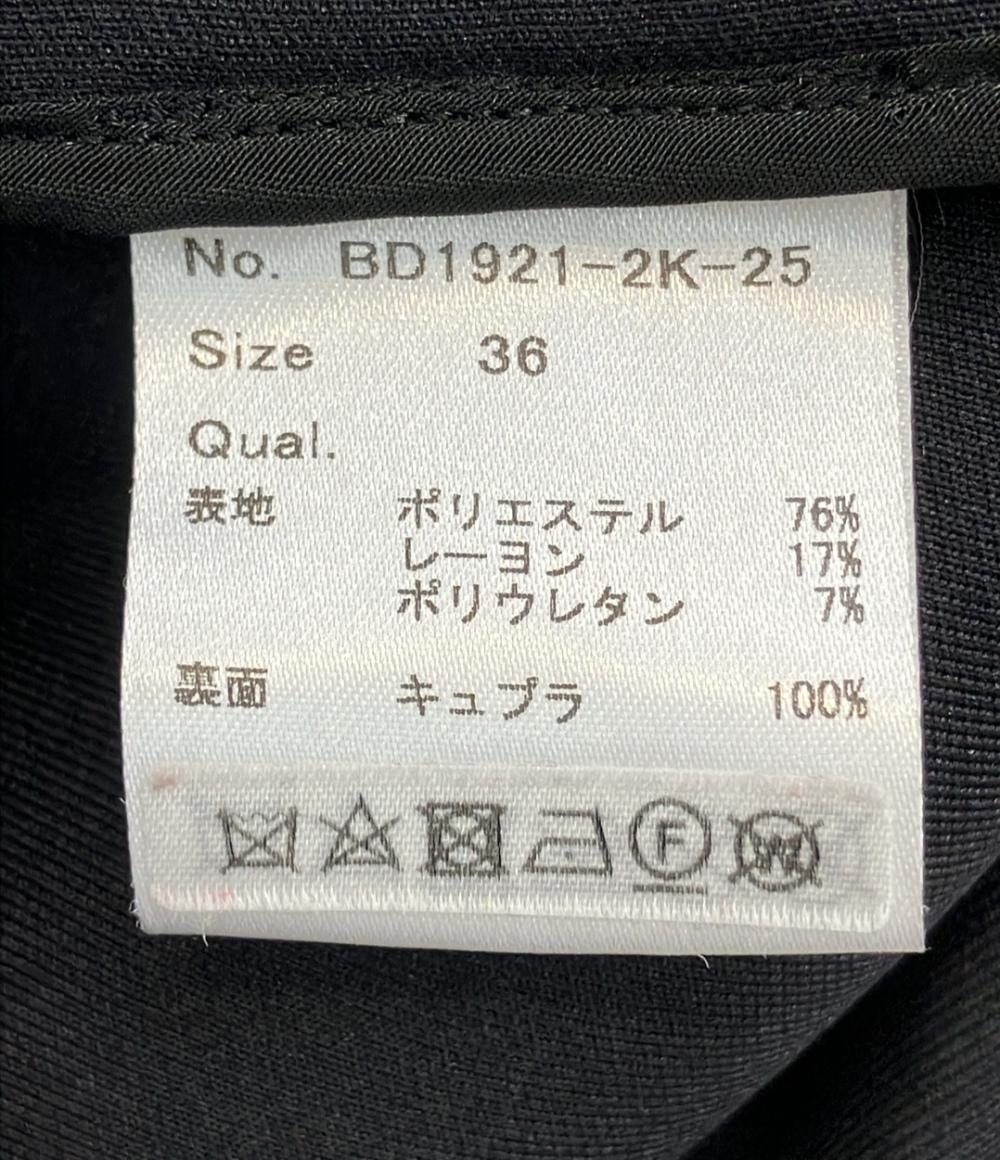 No. BD1921-2K-25
Size 36
Qual.
表地 ポリエステル 76%
レーヨン 17%
ポリウレタン 7%
裏面 キュプラ 100%
F
W